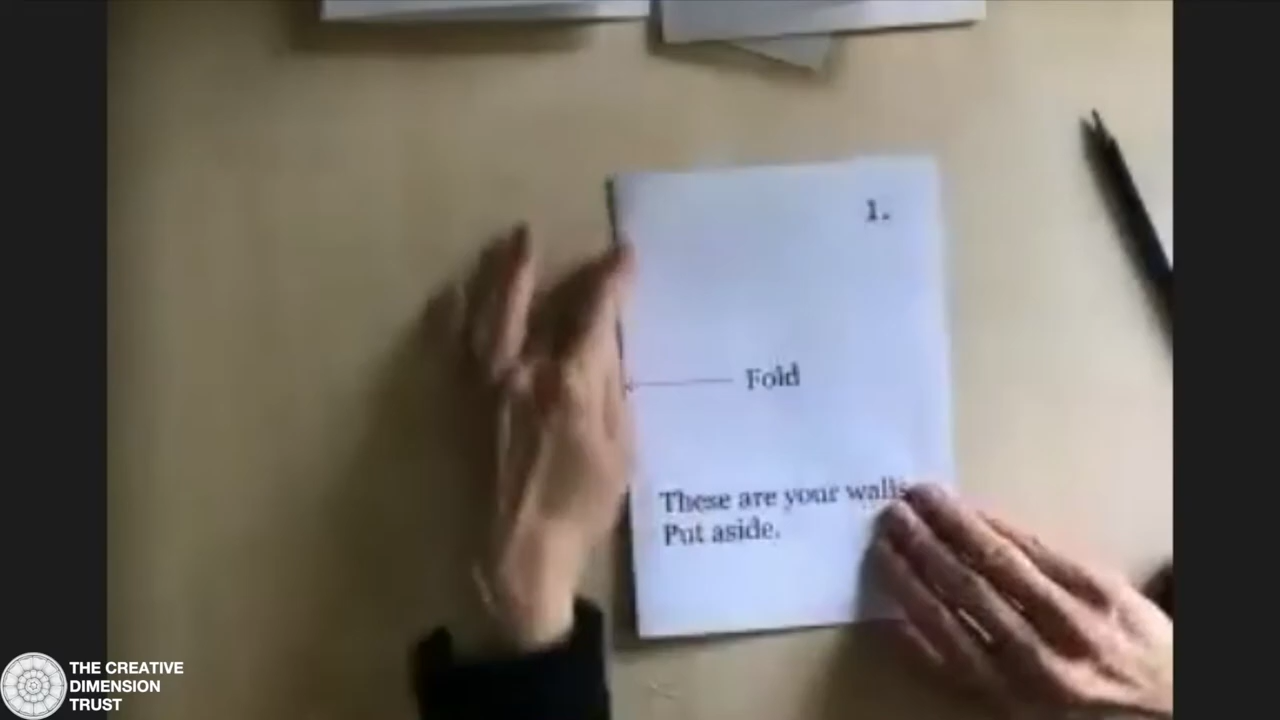 1.
Fold
These are your walls
Put aside.
THE CREATIVE
DIMENSION
TRUST